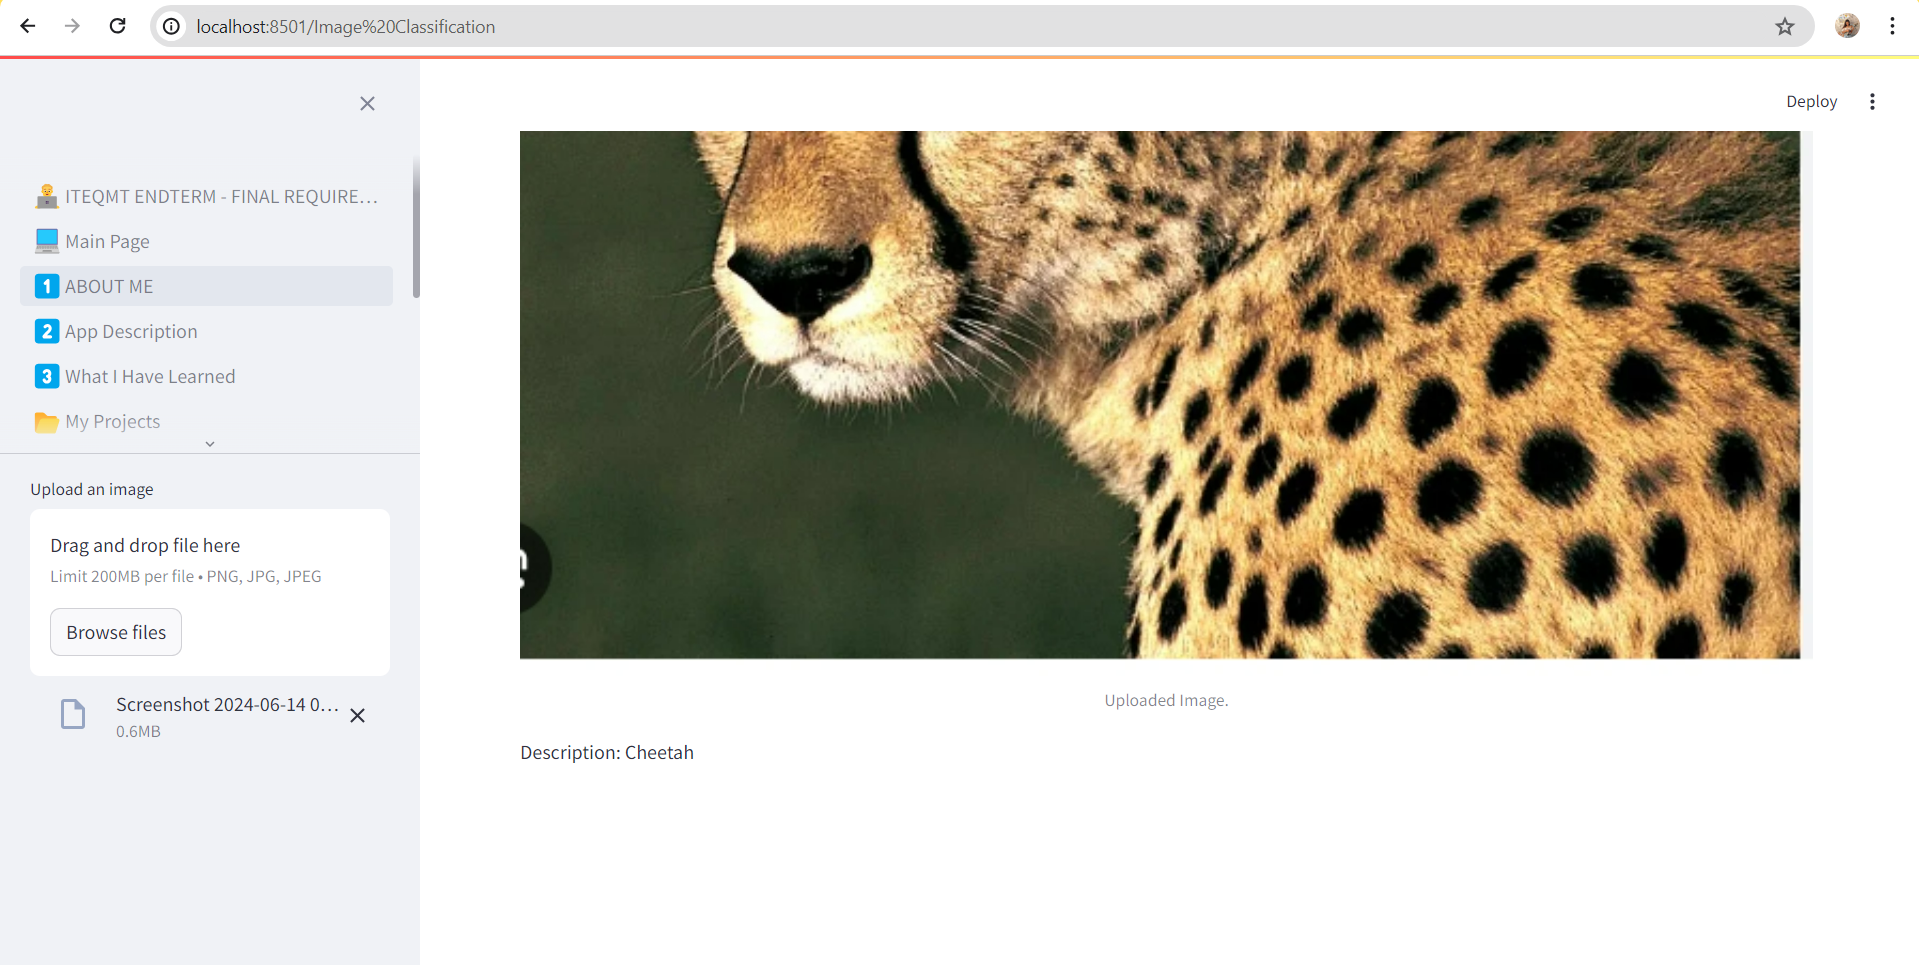 localhost:8501/Image%20Classification
Deploy
ITEQMT ENDTERM - FINAL REQUIRE...
Main Page
1 ABOUT ME
2 App Description
3 What I Have Learned
My Projects
Upload an image
Drag and drop file here
Limit 200MB per file • PNG, JPG, JPEG
Browse files
Screenshot 2024-06-14 0...
0.6MB
Uploaded Image.
Description: Cheetah